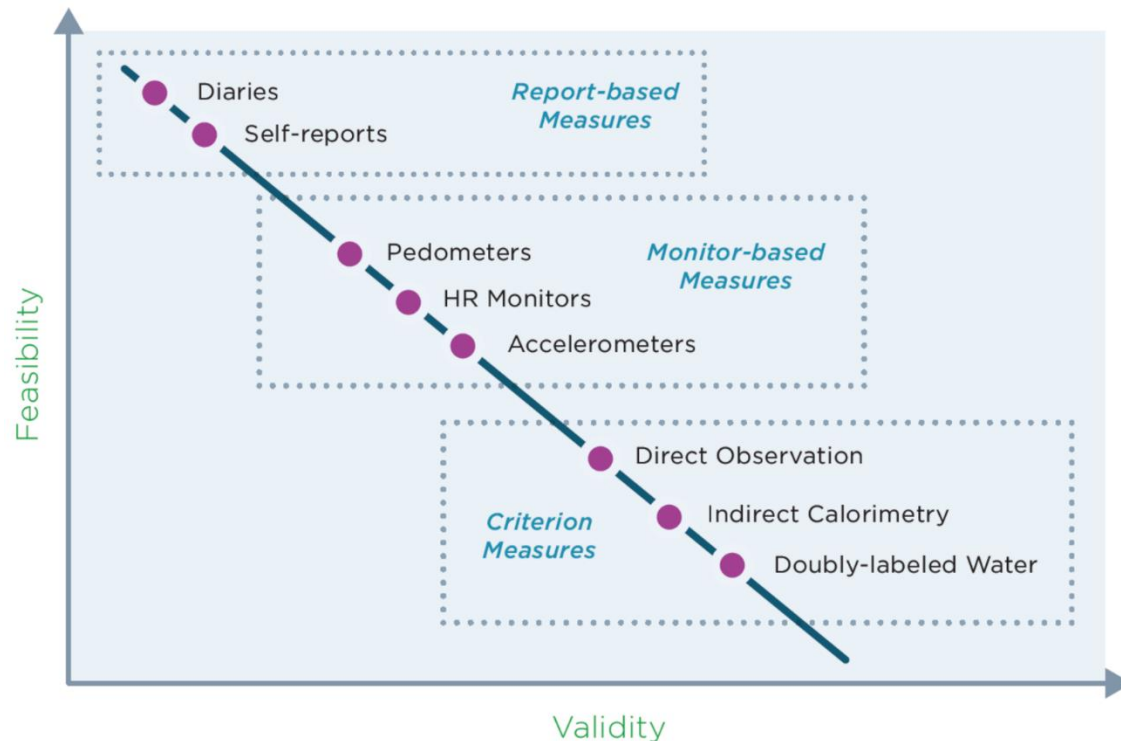 Diaries
Report-based
Measures
Self-reports
Pedometers
Monitor-based
Measures
HR Monitors
Accelerometers
Direct Observation
Criterion
Measures
Indirect Calorimetry
Doubly-labeled Water
Feasibility
Validity